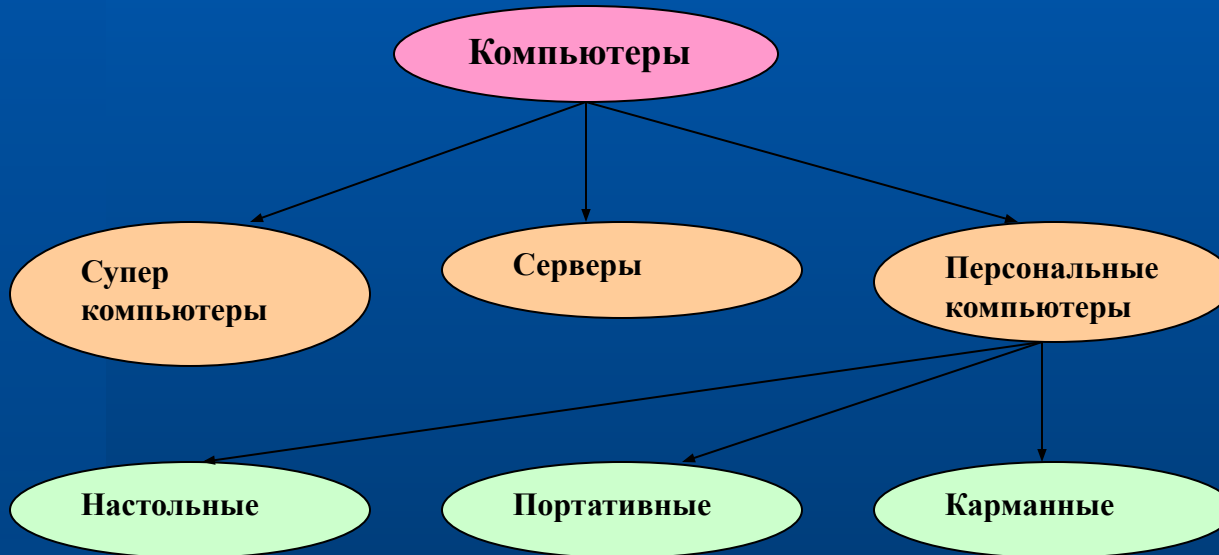 Компьютеры
Супер
компьютеры
Серверы
Персональные
компьютеры
Настольные
Портативные
Карманные